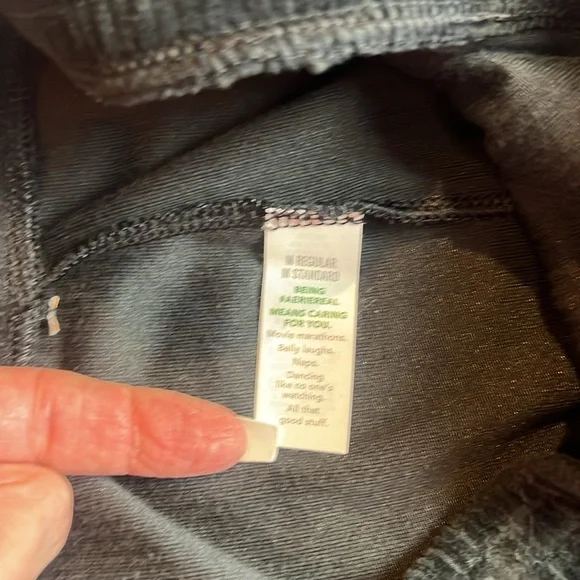 IN REGULAR
IN STANDARD
BEING
#AERIEREAL
MEANS CARING
FOR YOU.
Movie marathons.
Belly laughs.
Naps.
Dancing
like no one's
watching.
All that
good stuff.